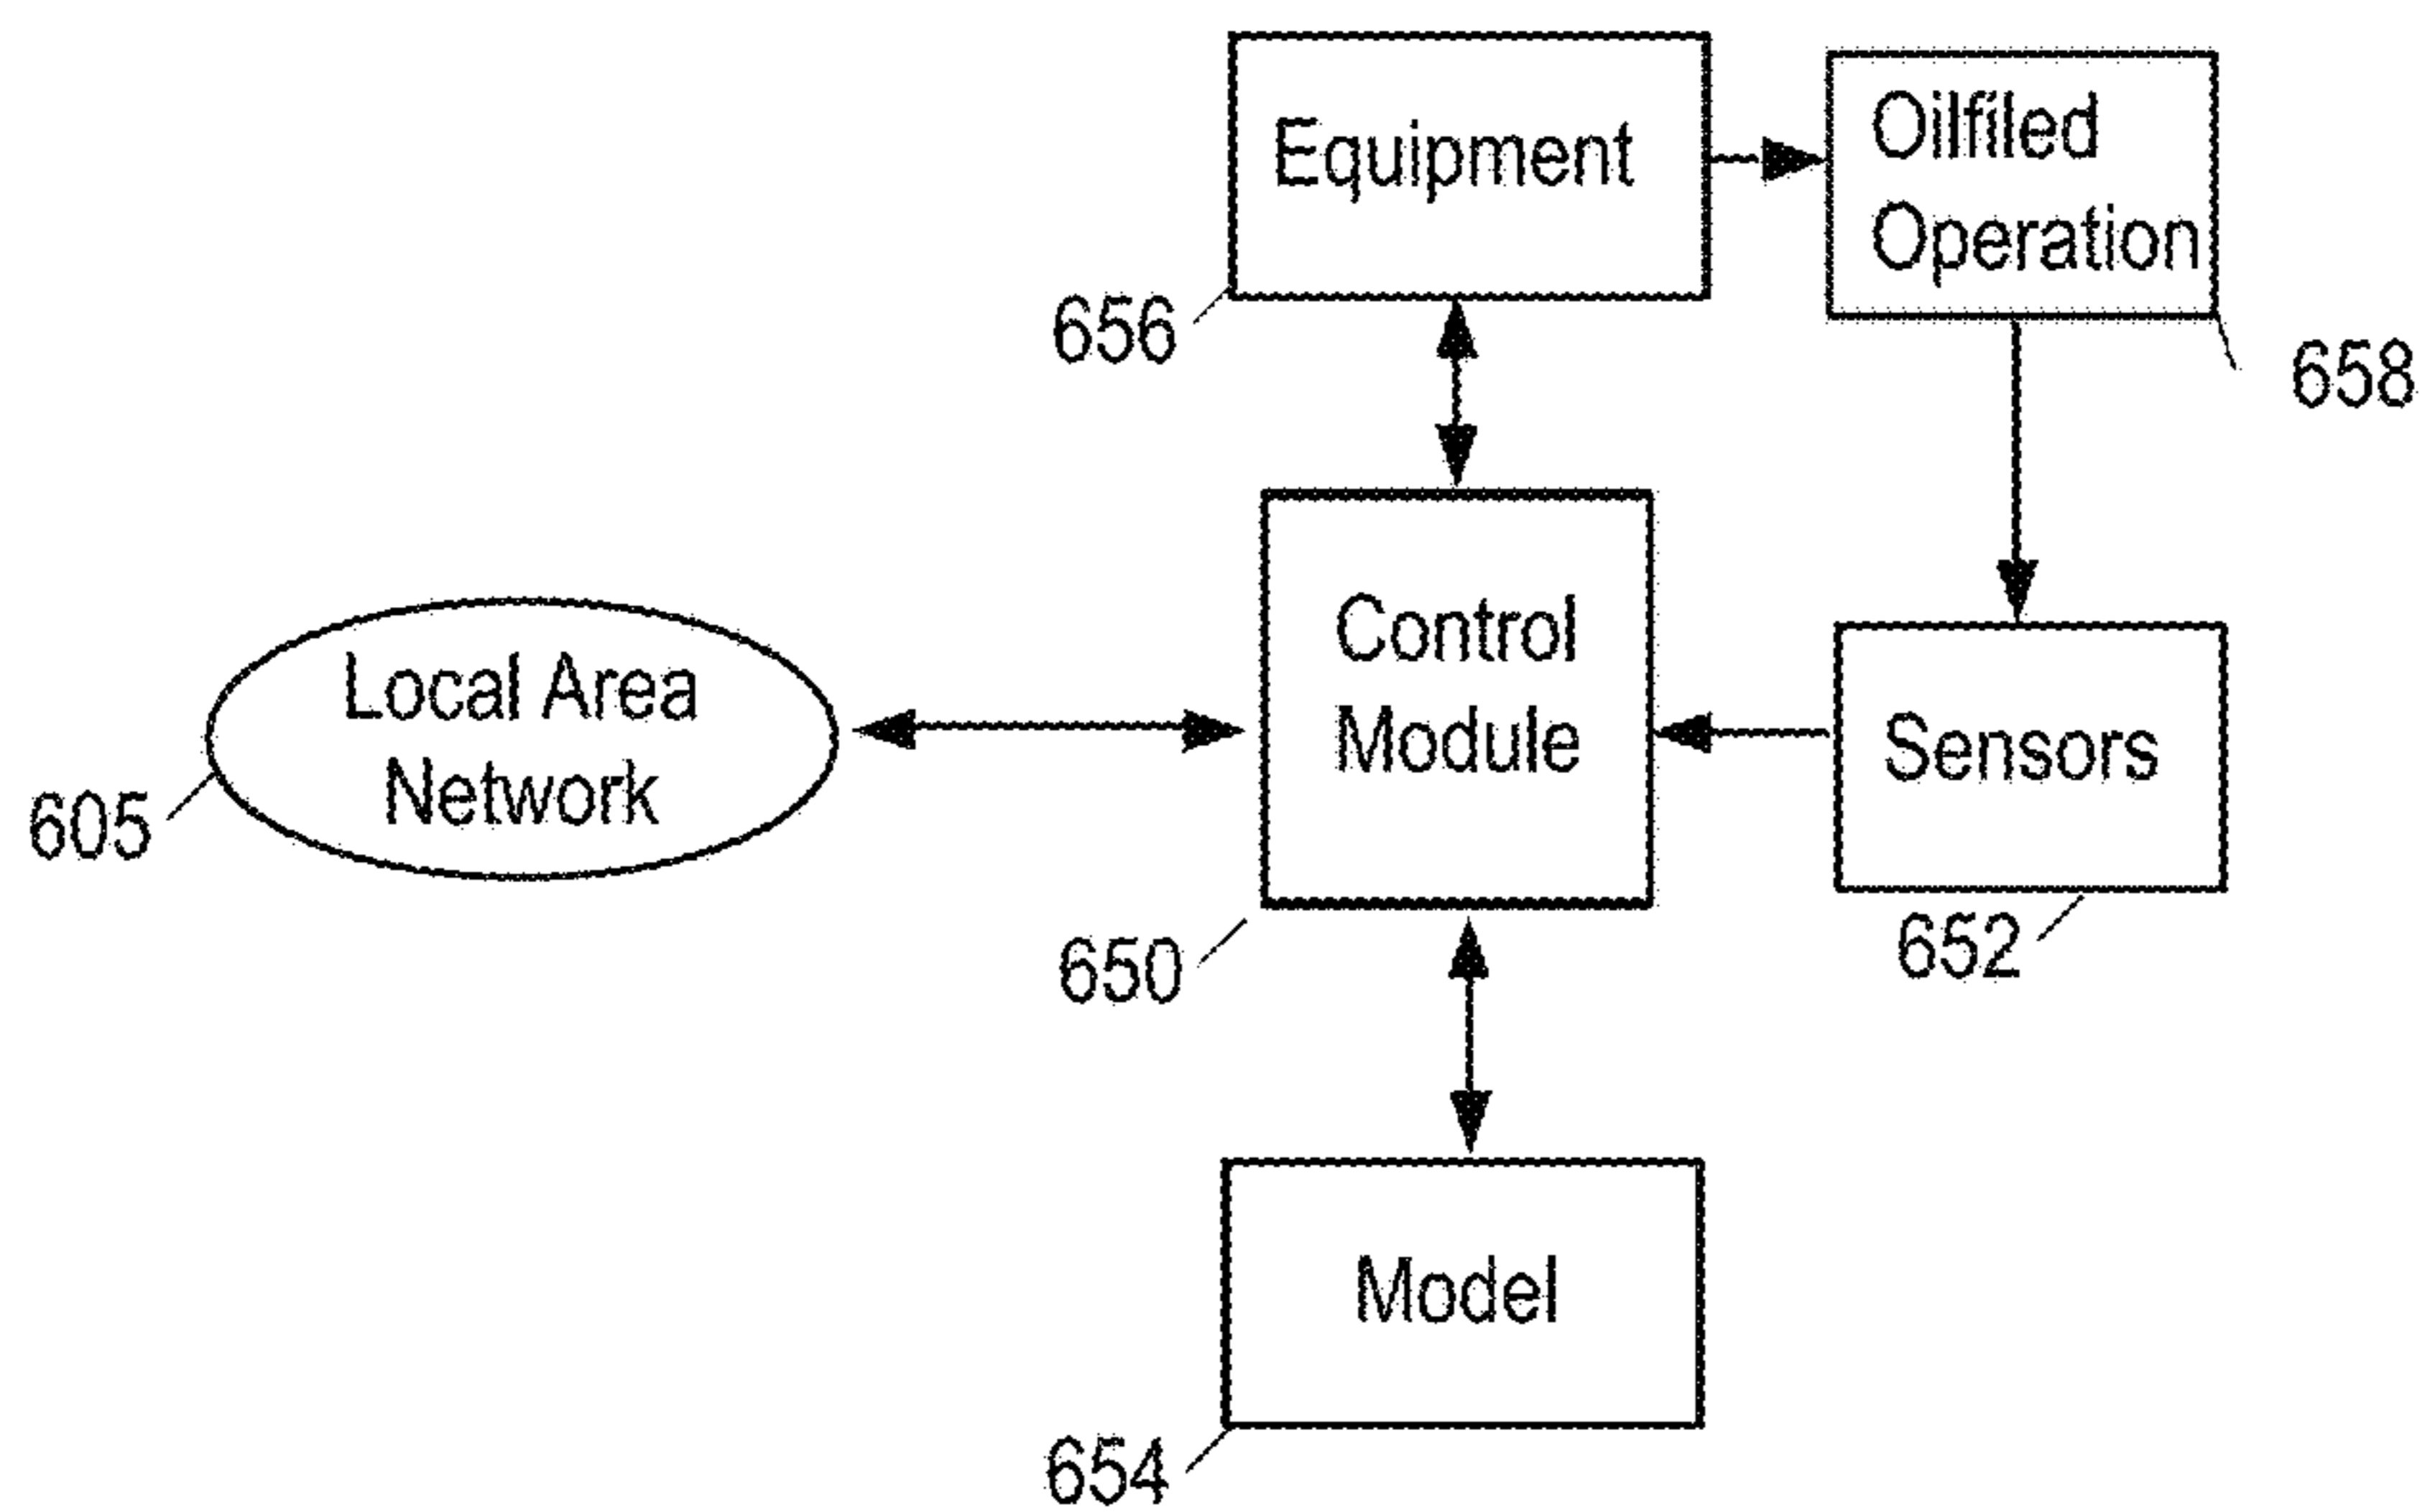 Equipment
Oilfiled
Operation
656
658
Control
Module
Local Area
Network
Sensors
605
650
652
Model
654